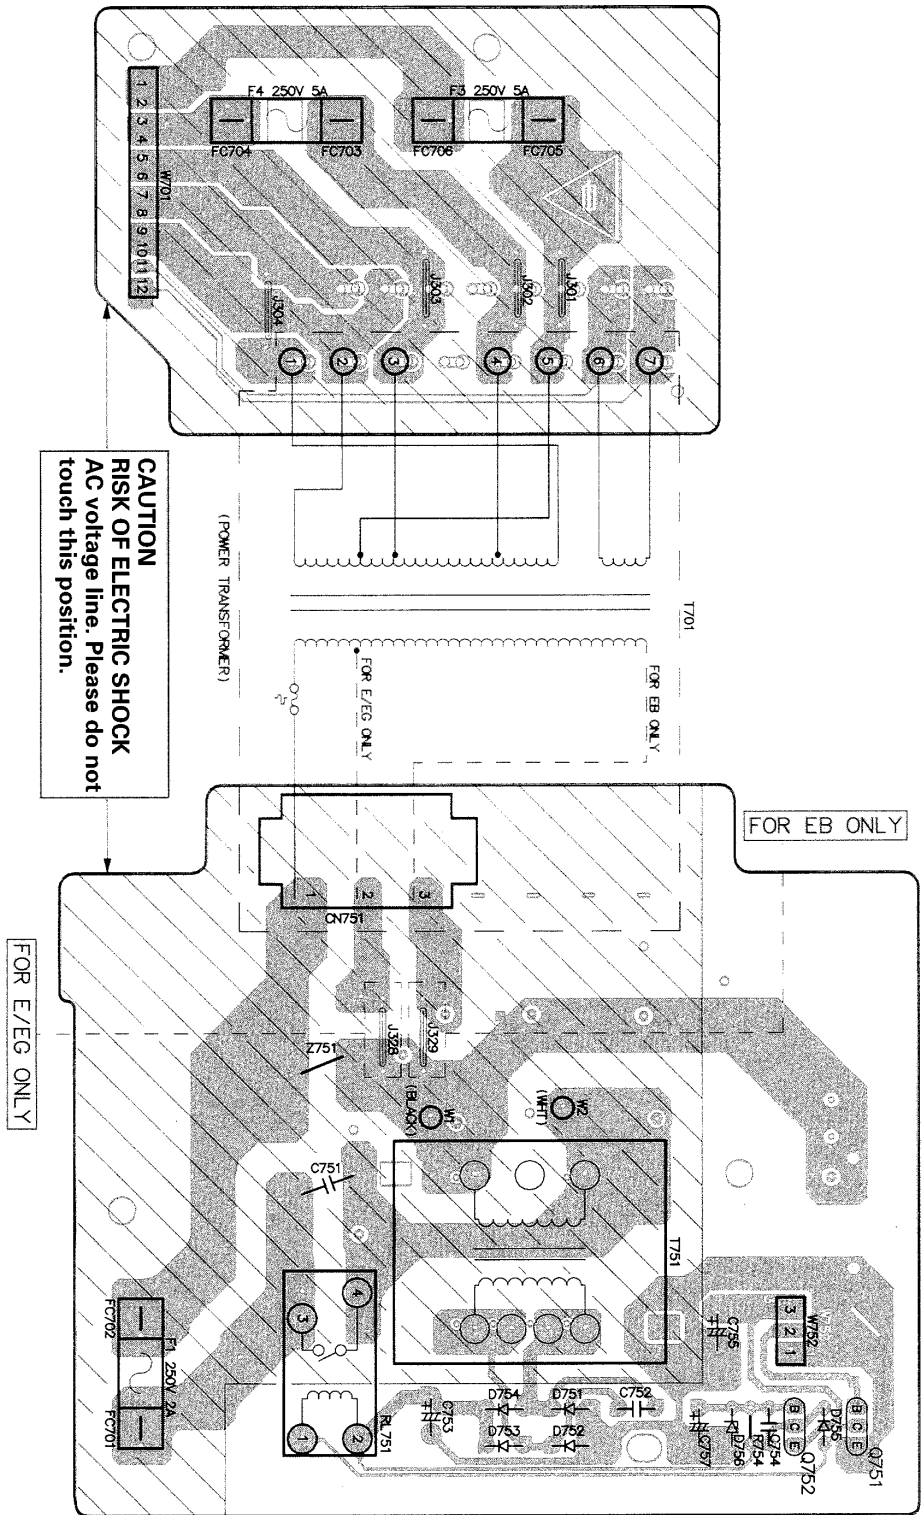 F4 250V 5A
F3 250V 5A
FC704
FC703
FC706
FC705
1 2 3 4 5 6 7 8 9 10 11 12
W701
J303
J302
J301
J304
1 2 3 4 5 6 7
CAUTION
RISK OF ELECTRIC SHOCK
AC voltage line. Please do not
touch this position.
(POWER TRANSFORMER)
T701
FOR E/EG ONLY
FOR EB ONLY
FOR EB ONLY
1 2 3
CN751
FOR E/EG ONLY
Z751
J328
J329
W1
(BLACK)
W2
(WHT)
C751
T751
3 2 1
W752
C755
FC702
F1 250V 2A
FC701
4
3
1
2
RL751
C753
D754
D753
D751
D752
C752
C757
D756
R754
Q754
B C E
Q752
D755
B C E
Q751